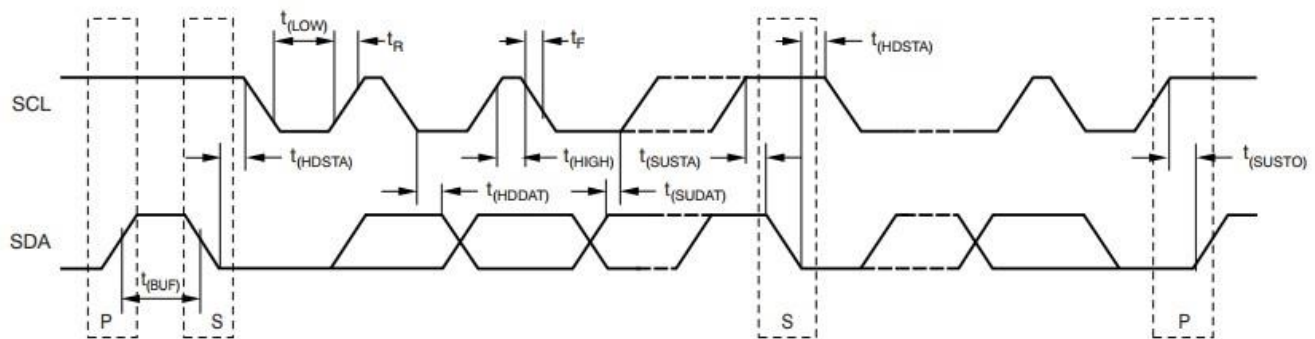 t(LOW)
tR
tF
t(HDSTA)
SCL
t(HDSTA)
t(HIGH)
t(SUSTA)
t(SUSTO)
t(HDDAT)
t(SUDAT)
SDA
t(BUF)
P
S
S
P